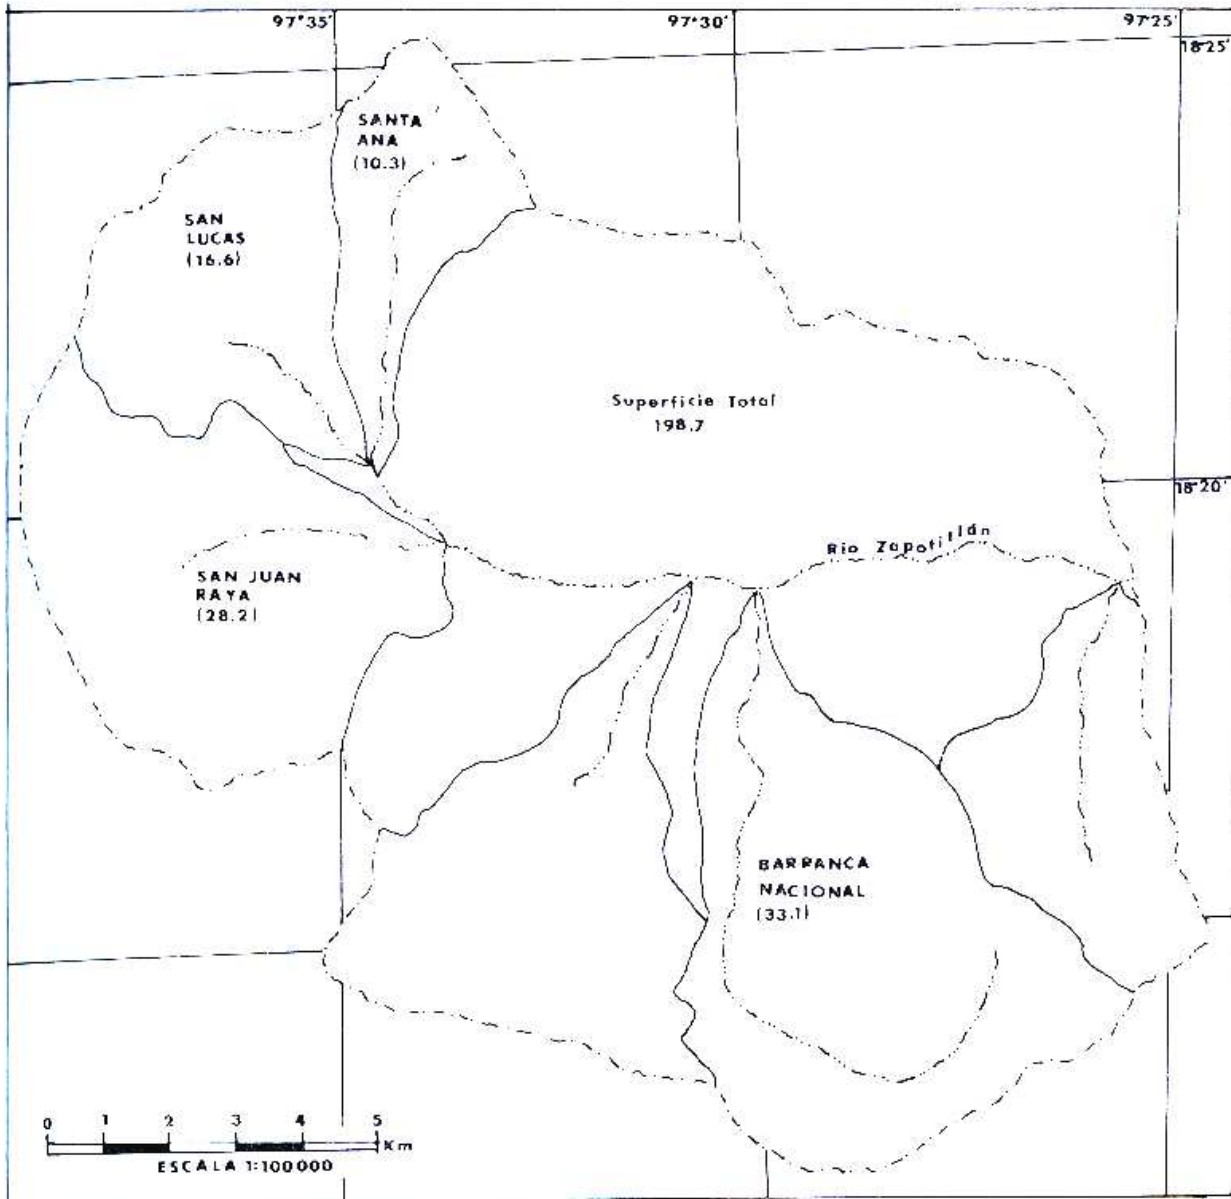 97°35'
97°30'
97°25'
18°25'
SANTA
ANA
(10.3)
SAN
LUCAS
(16.6)
Superficie Total
198.7
18°20'
Rio Zapotitlán
SAN JUAN
RAYA
(28.2)
BARRANCA
NACIONAL
(33.1)
0 1 2 3 4 5
Km
ESCALA 1:100000